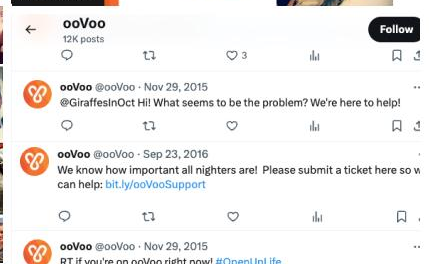 ooVoo
12K posts
Follow
3
ooVoo @ooVoo · Nov 29, 2015
@GiraffesInOct Hi! What seems to be the problem? We're here to help!
ooVoo @ooVoo · Sep 23, 2016
We know how important all nighters are! Please submit a ticket here so w
can help: bit.ly/ooVooSupport
ooVoo @ooVoo · Nov 29, 2015
RT if you're on ooVoo right now! #OpenUpLife